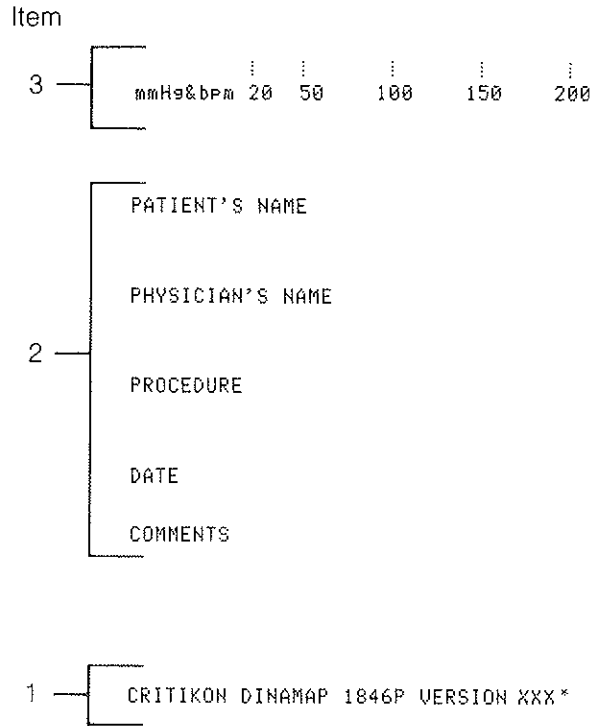 Item
3
mmHg&bpm 20 50 100 150 200
2
PATIENT'S NAME
PHYSICIAN'S NAME
PROCEDURE
DATE
COMMENTS
1
CRITIKON DINAMAP 1846P VERSION XXX*